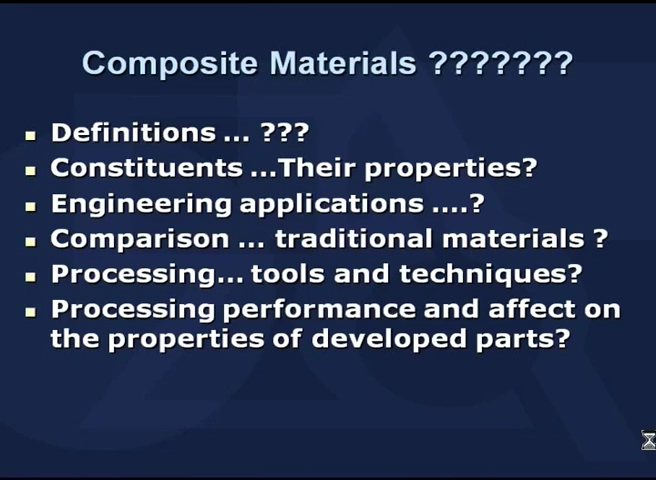 Composite Materials ???????
Definitions ... ???
Constituents ...Their properties?
Engineering applications ....?
Comparison ... traditional materials ?
Processing... tools and techniques?
Processing performance and affect on
the properties of developed parts?